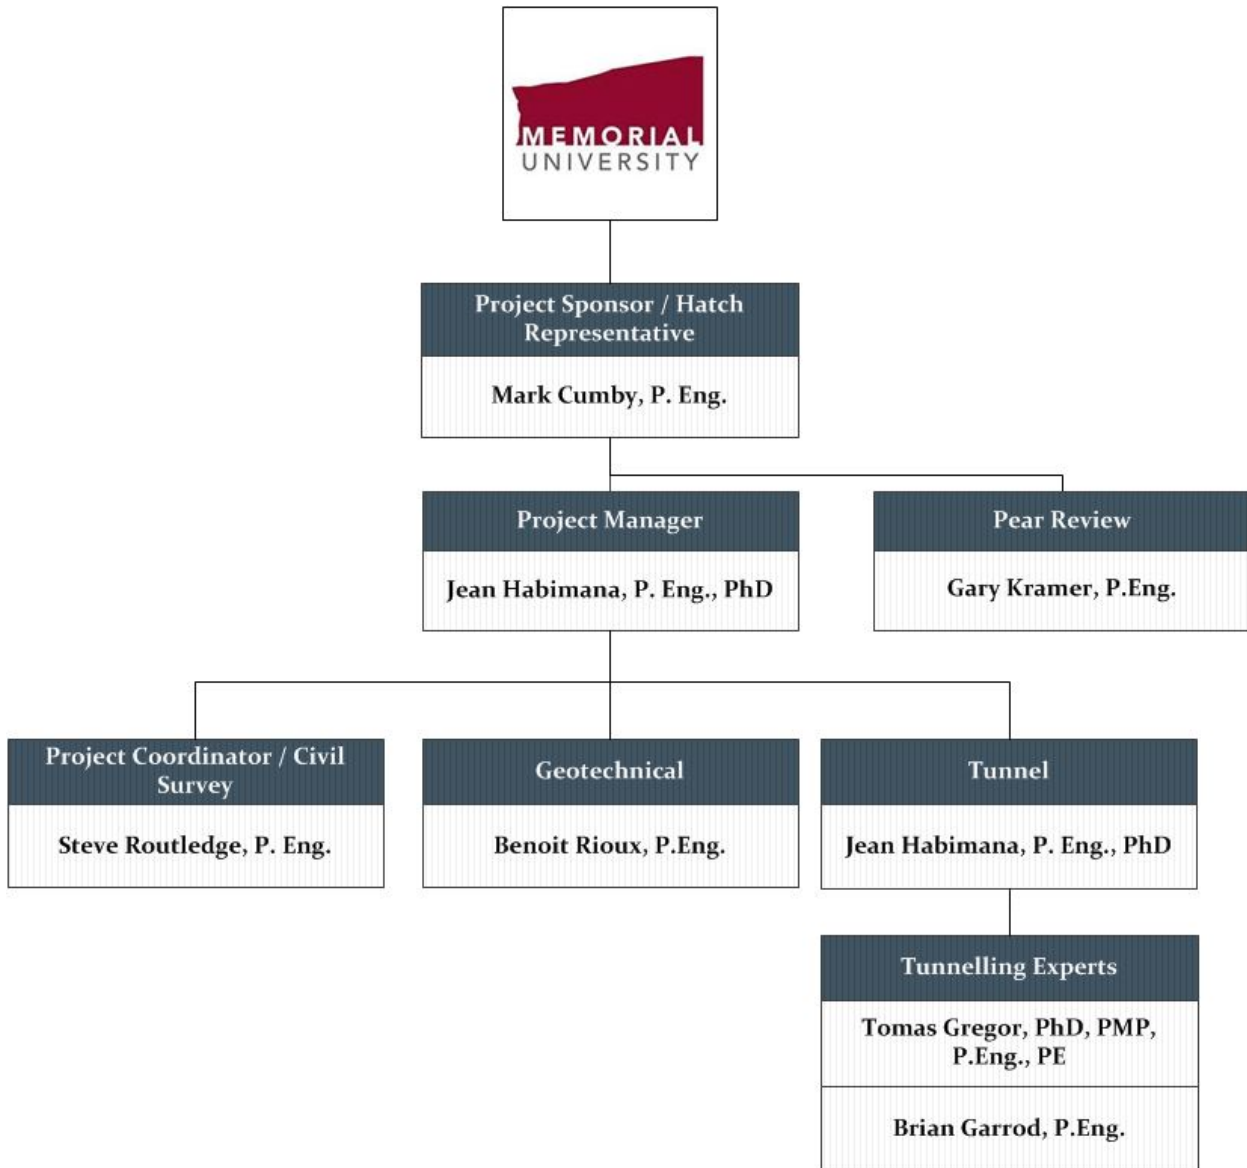 MEMORIAL
UNIVERSITY
Project Sponsor / Hatch
Representative
Mark Cumby, P. Eng.
Project Manager
Jean Habimana, P. Eng., PhD
Pear Review
Gary Kramer, P.Eng.
Project Coordinator / Civil
Survey
Steve Routledge, P. Eng.
Geotechnical
Benoit Rioux, P.Eng.
Tunnel
Jean Habimana, P. Eng., PhD
Tunnelling Experts
Tomas Gregor, PhD, PMP,
P.Eng., PE
Brian Garrod, P.Eng.